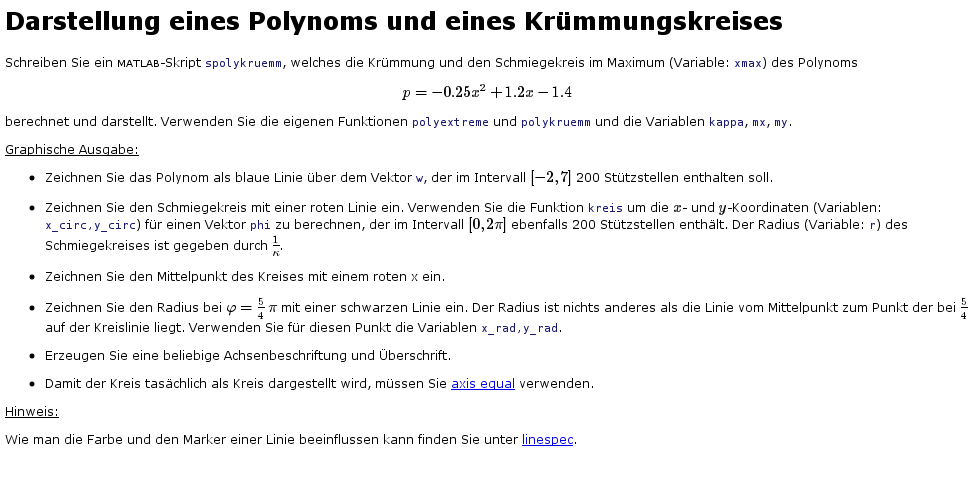 Darstellung eines Polynoms und eines Krümmungskreises
Schreiben Sie ein MATLAB-Skript spolykruemm, welches die Krümmung und den Schmiegekreis im Maximum (Variable: xmax) des Polynoms
p = −0.25x² + 1.2x − 1.4
berechnet und darstellt. Verwenden Sie die eigenen Funktionen polyextreme und polykruemm und die Variablen kappa, mx, my.
Graphische Ausgabe:
• Zeichnen Sie das Polynom als blaue Linie über dem Vektor w, der im Intervall [−2, 7] 200 Stützstellen enthalten soll.
• Zeichnen Sie den Schmiegekreis mit einer roten Linie ein. Verwenden Sie die Funktion kreis um die x- und y-Koordinaten (Variablen:
x_circ,y_circ) für einen Vektor phi zu berechnen, der im Intervall [0, 2π] ebenfalls 200 Stützstellen enthält. Der Radius (Variable: r) des
Schmiegekreises ist gegeben durch 1/κ.
• Zeichnen Sie den Mittelpunkt des Kreises mit einem roten x ein.
• Zeichnen Sie den Radius bei φ = 5/4 π mit einer schwarzen Linie ein. Der Radius ist nichts anderes als die Linie vom Mittelpunkt zum Punkt der bei 5/4
auf der Kreislinie liegt. Verwenden Sie für diesen Punkt die Variablen x_rad,y_rad.
• Erzeugen Sie eine beliebige Achsenbeschriftung und Überschrift.
• Damit der Kreis tasächlich als Kreis dargestellt wird, müssen Sie axis equal verwenden.
Hinweis:
Wie man die Farbe und den Marker einer Linie beeinflussen kann finden Sie unter linespec.